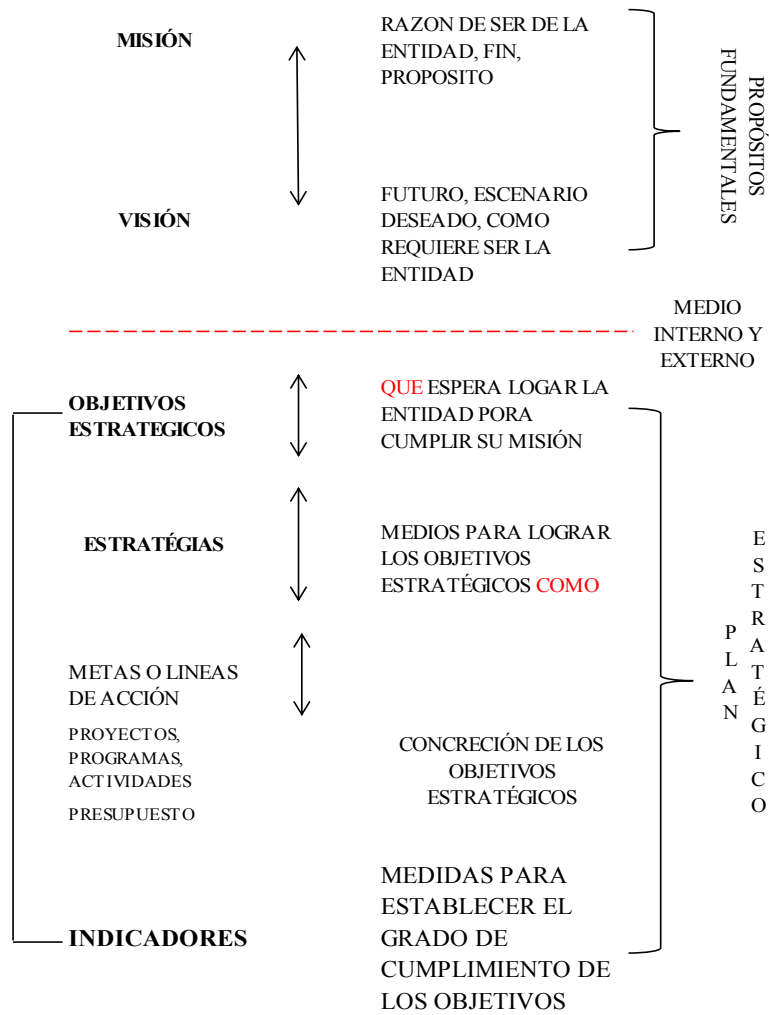 MISIÓN
RAZON DE SER DE LA
ENTIDAD, FIN,
PROPOSITO
PROPÓSITOS
FUNDAMENTALES
VISIÓN
FUTURO, ESCENARIO
DESEADO, COMO
REQUIERE SER LA
ENTIDAD
MEDIO
INTERNO Y
EXTERNO
OBJETIVOS
ESTRATEGICOS
QUE ESPERA LOGAR LA
ENTIDAD PORA
CUMPLIR SU MISIÓN
ESTRATÉGIAS
MEDIOS PARA LOGRAR
LOS OBJETIVOS
ESTRATÉGICOS COMO
PLAN
ESTRATÉGICO
METAS O LINEAS
DE ACCIÓN
PROYECTOS,
PROGRAMAS,
ACTIVIDADES
PRESUPUESTO
CONCRECIÓN DE LOS
OBJETIVOS
ESTRATÉGICOS
INDICADORES
MEDIDAS PARA
ESTABLECER EL
GRADO DE
CUMPLIMIENTO DE
LOS OBJETIVOS